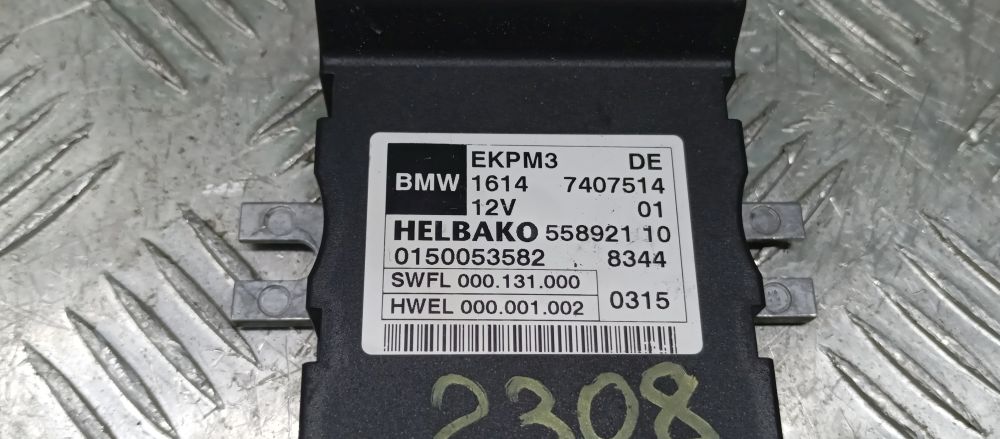 EKPM3 DE
BMW 1614 7407514
12V 01
HELBAKO 558921 10
0150053582 8344
SWFL 000.131.000
HWEL 000.001.002 0315
2308